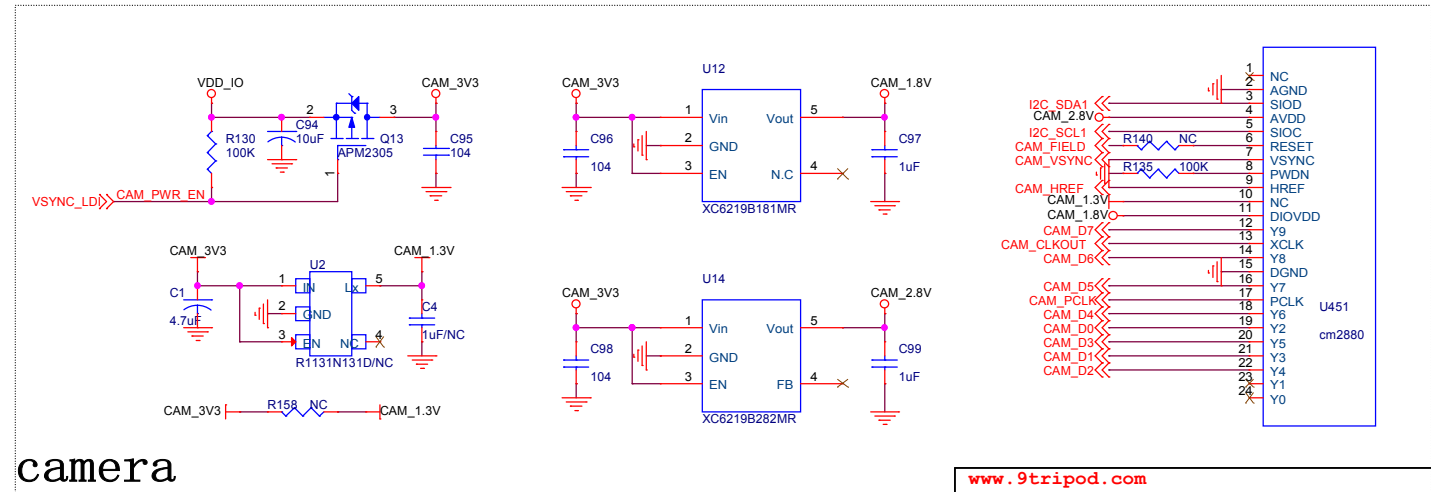 VDD_IO
CAM_3V3
2
3
C94
10uF
Q13
APM2305
R130
100K
C95
104
1
VSYNC_LDI
CAM_PWR_EN
CAM_3V3
CAM_1.3V
U2
1
IN
Lx
5
C1
4.7uF
2
GND
C4
1uF/NC
3
EN
NC
4
R1131N131D/NC
CAM_3V3
R158
NC
CAM_1.3V
U12
CAM_3V3
CAM_1.8V
1
Vin
Vout
5
C96
104
2
GND
C97
1uF
3
EN
N.C
4
XC6219B181MR
U14
CAM_3V3
CAM_2.8V
1
Vin
Vout
5
C98
104
2
GND
C99
1uF
3
EN
FB
4
XC6219B282MR
1 NC
2 AGND
I2C_SDA1 3 SIOD
CAM_2.8V 4 AVDD
I2C_SCL1 5 SIOC
CAM_FIELD R140 NC 6 RESET
CAM_VSYNC 7 VSYNC
R135 100K 8 PWDN
CAM_HREF 9 HREF
CAM_1.3V 10 NC
CAM_1.8V 11 DIOVDD
CAM_D7 12 Y9
CAM_CLKOUT 13 XCLK
CAM_D6 14 Y8
15 DGND
CAM_D5 16 Y7
CAM_PCLK 17 PCLK
CAM_D4 18 Y6
CAM_D0 19 Y2
CAM_D3 20 Y5
CAM_D1 21 Y3
CAM_D2 22 Y4
23 Y1
24 Y0
U451
cm2880
camera
www.9tripod.com